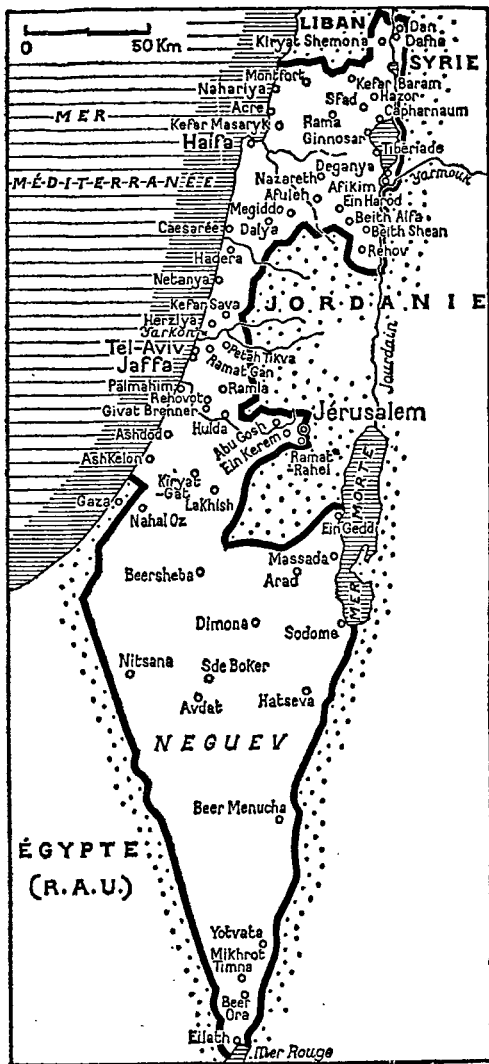 LIBAN
0
50 Km
Kiryat Shemona
Dan
Dafna
SYRIE
Montfort
Kefar Baram
Nahariya
Hazor
Sfad
Acre
Capharnaum
MER
Rama
Kefar Masaryk
Ginnosar
Haïfa
Tibériade
Deganya
Yarmouk
MÉDITERRANÉE
Nazareth
Afikim
Afuleh
Ein Harod
Megiddo
Beith Alfa
Caesarée
Dalya
Beith Shean
Hadera
Rehov
Netanya
JORDANIE
Kefar Sava
Herzlya
Yarkon
Jourdain
Tel-Aviv
Petah Tikva
Jaffa
Ramat Gan
Palmahim
Ramla
Rehovot
Givat Brenner
Jérusalem
Hulda
Abu Gosh
Ashdod
Ein Kerem
Ramat
-Rahel
Ashkelon
Kiryat
-Gat
Lakhish
MER MORTE
Gaza
Nahal Oz
Ein Gedd
Massada
Beersheba
Arad
Dimona
Sodome
Nitsana
Sde Boker
Avdat
Hatseva
NEGUEV
Beer Menucha
ÉGYPTE
(R.A.U.)
Yotvata
Mikhrot
Timna
Beer
Ora
Eilath
Mer Rouge